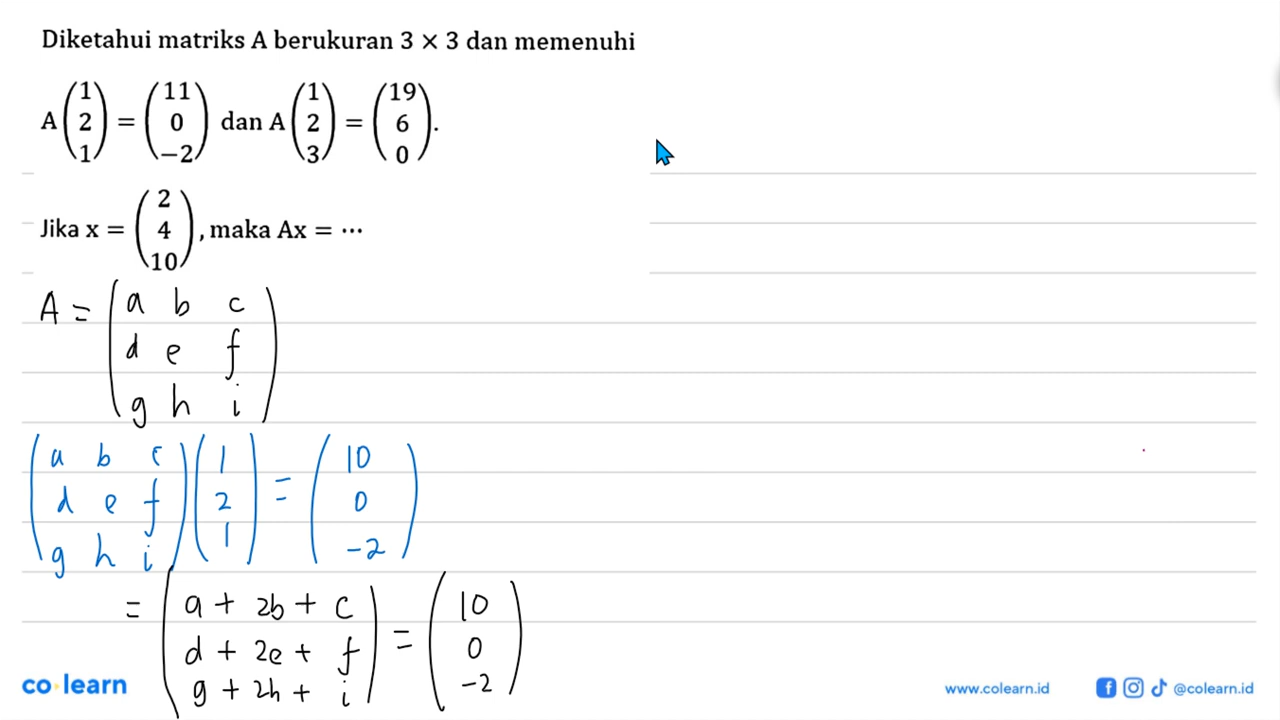 Diketahui matriks A berukuran 3 × 3 dan memenuhi
A (1 2 1) = (11 0 −2) dan A (1 2 3) = (19 6 0).
Jika x = (2 4 10), maka Ax = ⋯
A = (a b c
d e f
g h i)
(a b c
d e f
g h i) (1 2 1) = (10 0 -2)
= (a + 2b + c
d + 2e + f
g + 2h + i) = (10 0 -2)
co learn
www.colearn.id
@colearn.id